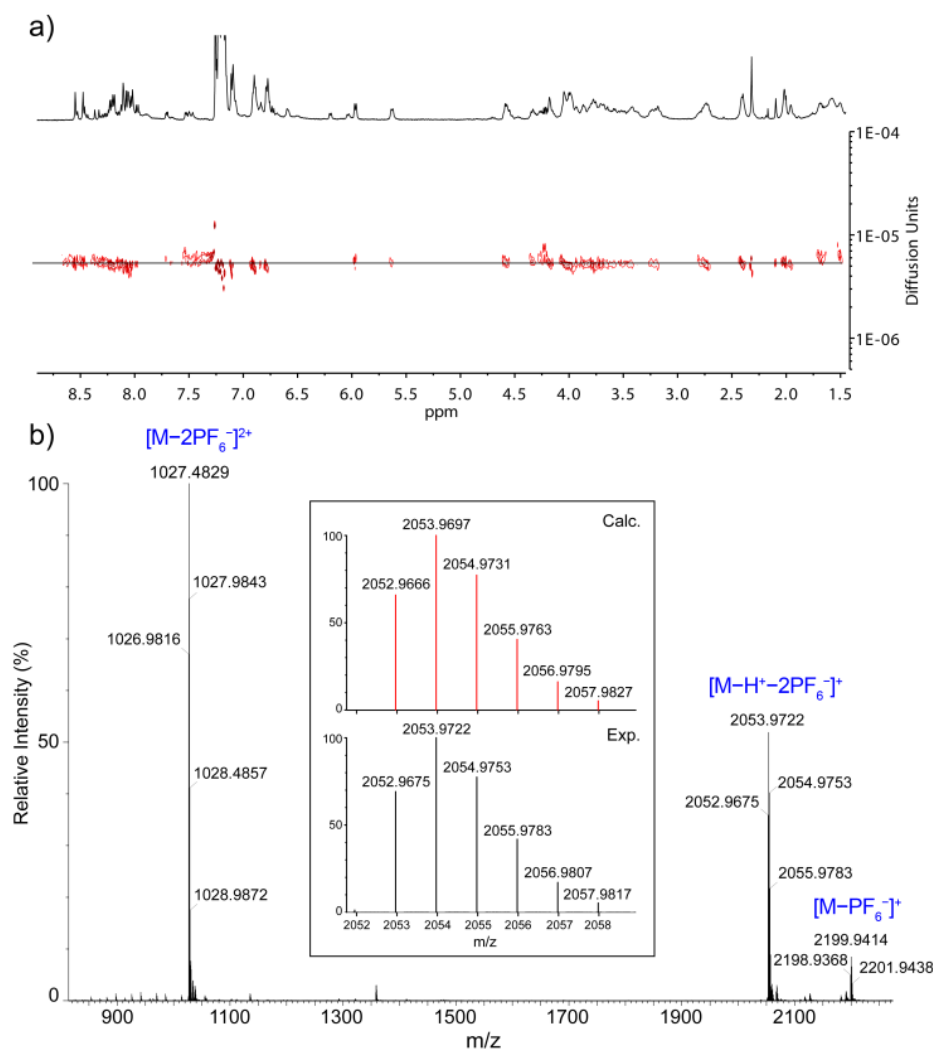 a)
1E-04
1E-05
1E-06
Diffusion Units
8.5 8.0 7.5 7.0 6.5 6.0 5.5 5.0 4.5 4.0 3.5 3.0 2.5 2.0 1.5
ppm
b)
[M−2PF₆⁻]²⁺
1027.4829
1027.9843
1026.9816
1028.4857
1028.9872
100
50
0
Relative Intensity (%)
Calc.
2053.9697
2052.9666
2054.9731
2055.9763
2056.9795
2057.9827
100
50
0
Exp.
2053.9722
2052.9675
2054.9753
2055.9783
2056.9807
2057.9817
100
50
0
2052 2053 2054 2055 2056 2057 2058
m/z
[M−H⁺−2PF₆⁻]⁺
2053.9722
2054.9753
2052.9675
2055.9783
[M−PF₆⁻]⁺
2199.9414
2198.9368
2201.9438
900 1100 1300 1500 1700 1900 2100
m/z